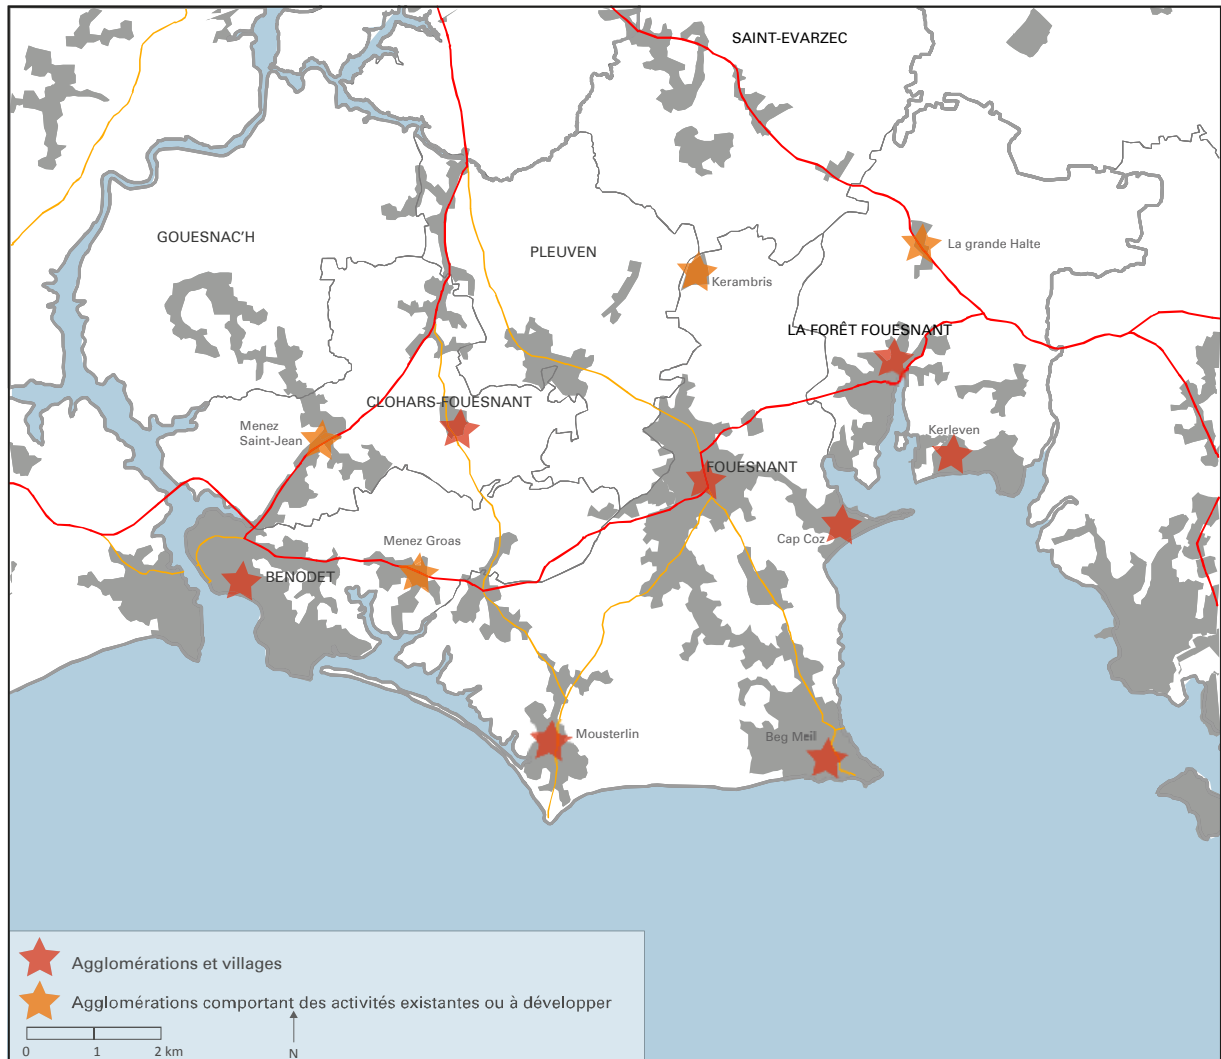 SAINT-EVARZEC
GOUESNAC'H
PLEUVEN
La grande Halte
Kerambris
LA FORÊT FOUESNANT
CLOHARS-FOUESNANT
Menez
Saint-Jean
Kerleven
FOUESNANT
Cap Coz
Menez Groas
BENODET
Mousterlin
Beg Meil
Agglomérations et villages
Agglomérations comportant des activités existantes ou à développer
0 1 2 km
N